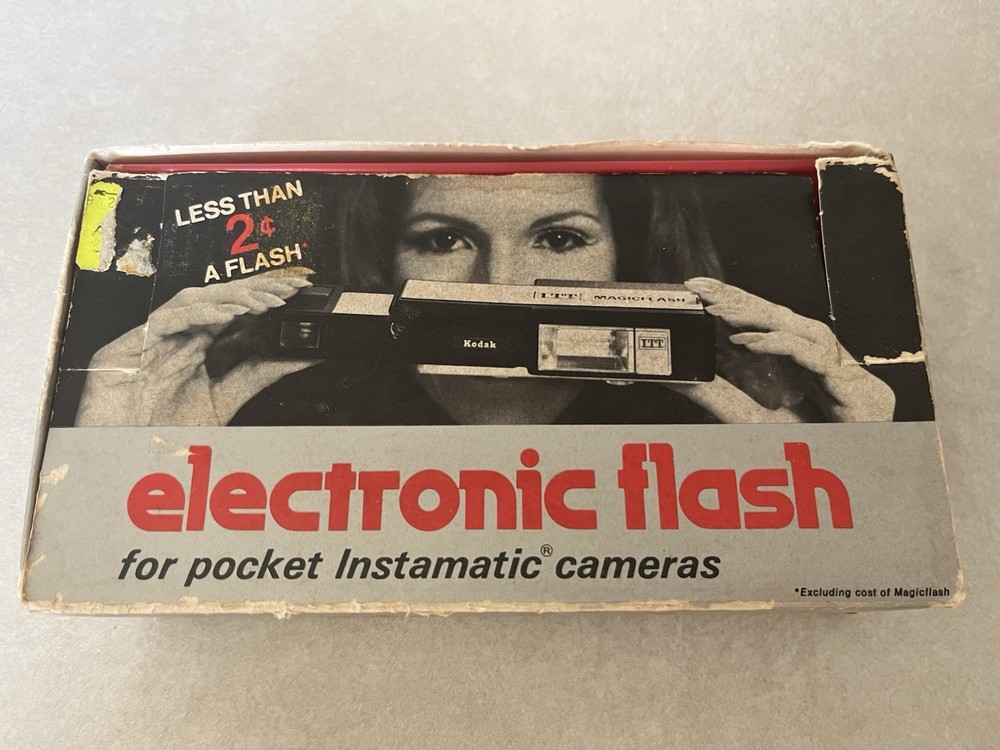 LESS THAN
2¢
A FLASH*
ITT MAGICFLASH
Kodak
ITT
electronic flash
for pocket Instamatic® cameras
*Excluding cost of Magicflash